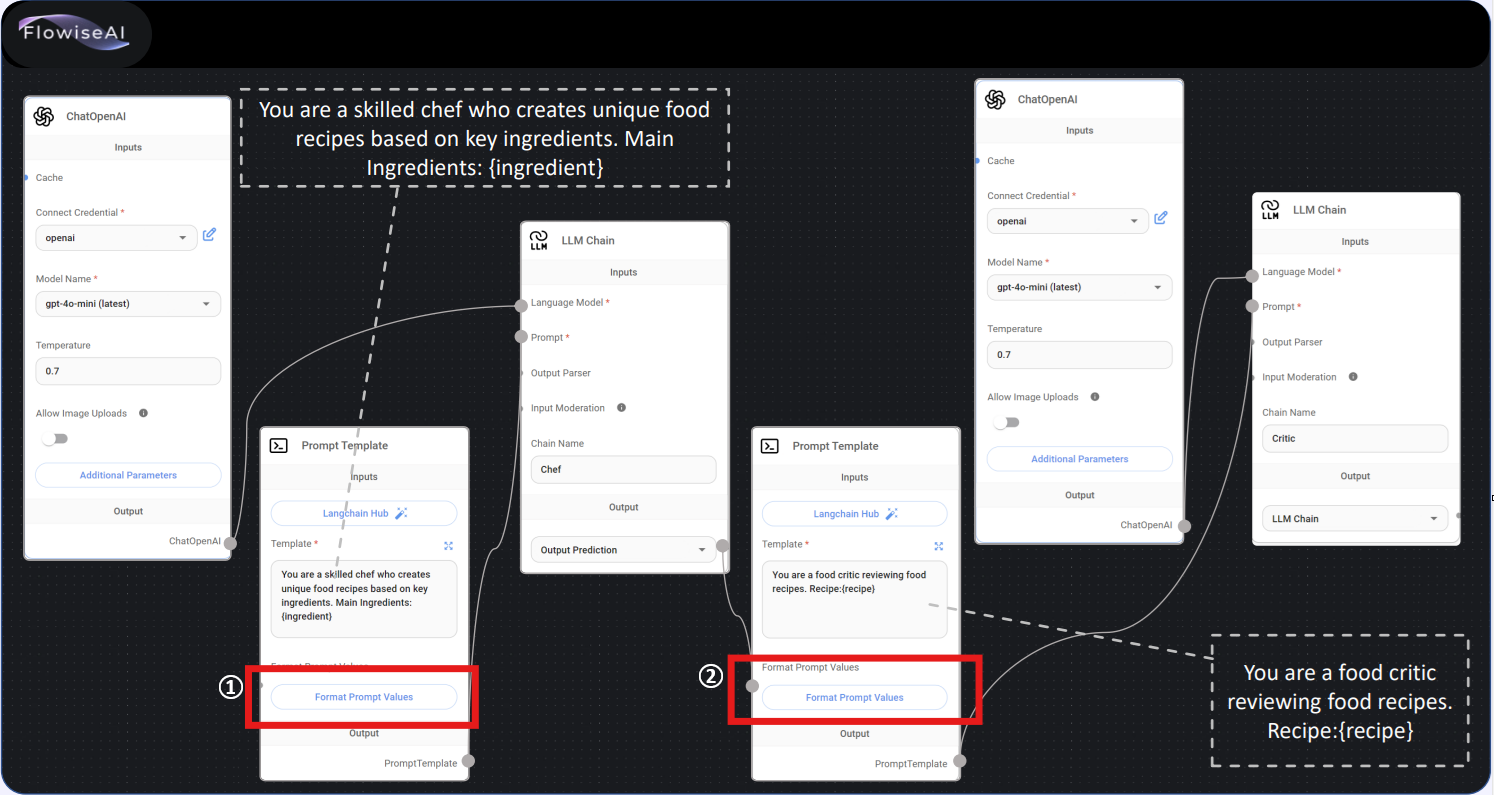 FlowiseAI
ChatOpenAI
Inputs
Cache
Connect Credential *
openai
Model Name *
gpt-4o-mini (latest)
Temperature
0.7
Allow Image Uploads
Additional Parameters
Output
ChatOpenAI
You are a skilled chef who creates unique food
recipes based on key ingredients. Main
Ingredients: {ingredient}
Prompt Template
Inputs
Langchain Hub
Template *
You are a skilled chef who creates
unique food recipes based on key
ingredients. Main Ingredients:
{ingredient}
Format Prompt Values
①
Format Prompt Values
Output
PromptTemplate
LLM
LLM Chain
Inputs
Language Model *
Prompt *
Output Parser
Input Moderation
Chain Name
Chef
Output
Output Prediction
Prompt Template
Inputs
Langchain Hub
Template *
You are a food critic reviewing food
recipes. Recipe:{recipe}
②
Format Prompt Values
Format Prompt Values
Output
PromptTemplate
ChatOpenAI
Inputs
Cache
Connect Credential *
openai
Model Name *
gpt-4o-mini (latest)
Temperature
0.7
Allow Image Uploads
Additional Parameters
Output
ChatOpenAI
LLM
LLM Chain
Inputs
Language Model *
Prompt *
Output Parser
Input Moderation
Chain Name
Critic
Output
LLM Chain
You are a food critic
reviewing food recipes.
Recipe:{recipe}